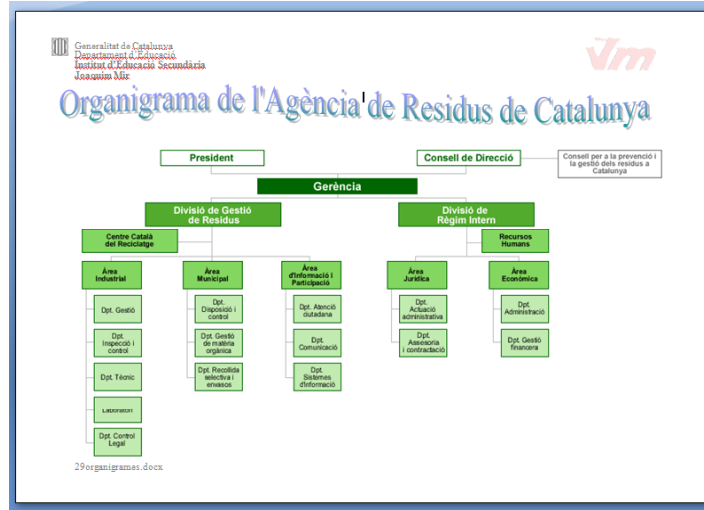 Generalitat de Catalunya
Departament d'Educació
Institut d'Educació Secundària
Joaquim Mir
Jm
Organigrama de l'Agència de Residus de Catalunya
President
Consell de Direcció
Consell per a la prevenció i
la gestió dels residus a
Catalunya
Gerència
Divisió de Gestió
de Residus
Divisió de
Règim Intern
Centre Català
del Reciclatge
Recursos
Humans
Àrea
Industrial
Àrea
Municipal
Àrea
d'Informació i
Participació
Àrea
Jurídica
Àrea
Econòmica
Dpt. Gestió
Dpt.
Disposició i
control
Dpt. Atenció
ciutadana
Dpt.
Actuació
administrativa
Dpt.
Administració
Dpt.
Inspecció i
control
Dpt. Gestió
de matèria
orgànica
Dpt.
Comunicació
Dpt.
Assesoria
i contractació
Dpt. Gestió
financera
Dpt. Tècnic
Dpt. Recollida
selectiva i
envasos
Dpt.
Sistemes
d'Informació
Laboratori
Dpt. Control
Legal
29organigrames.docx